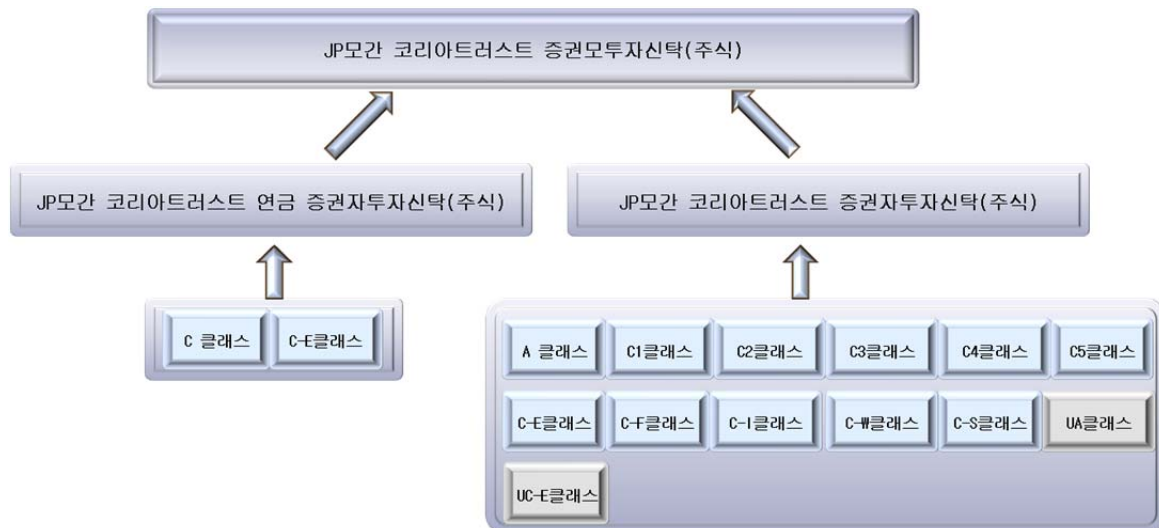 JP모간 코리아트러스트 증권모투자신탁(주식)
JP모간 코리아트러스트 연금 증권자투자신탁(주식)
JP모간 코리아트러스트 증권자투자신탁(주식)
C 클래스
C-E클래스
A 클래스
C1클래스
C2클래스
C3클래스
C4클래스
C5클래스
C-E클래스
C-F클래스
C-I클래스
C-W클래스
C-S클래스
UA클래스
UC-E클래스